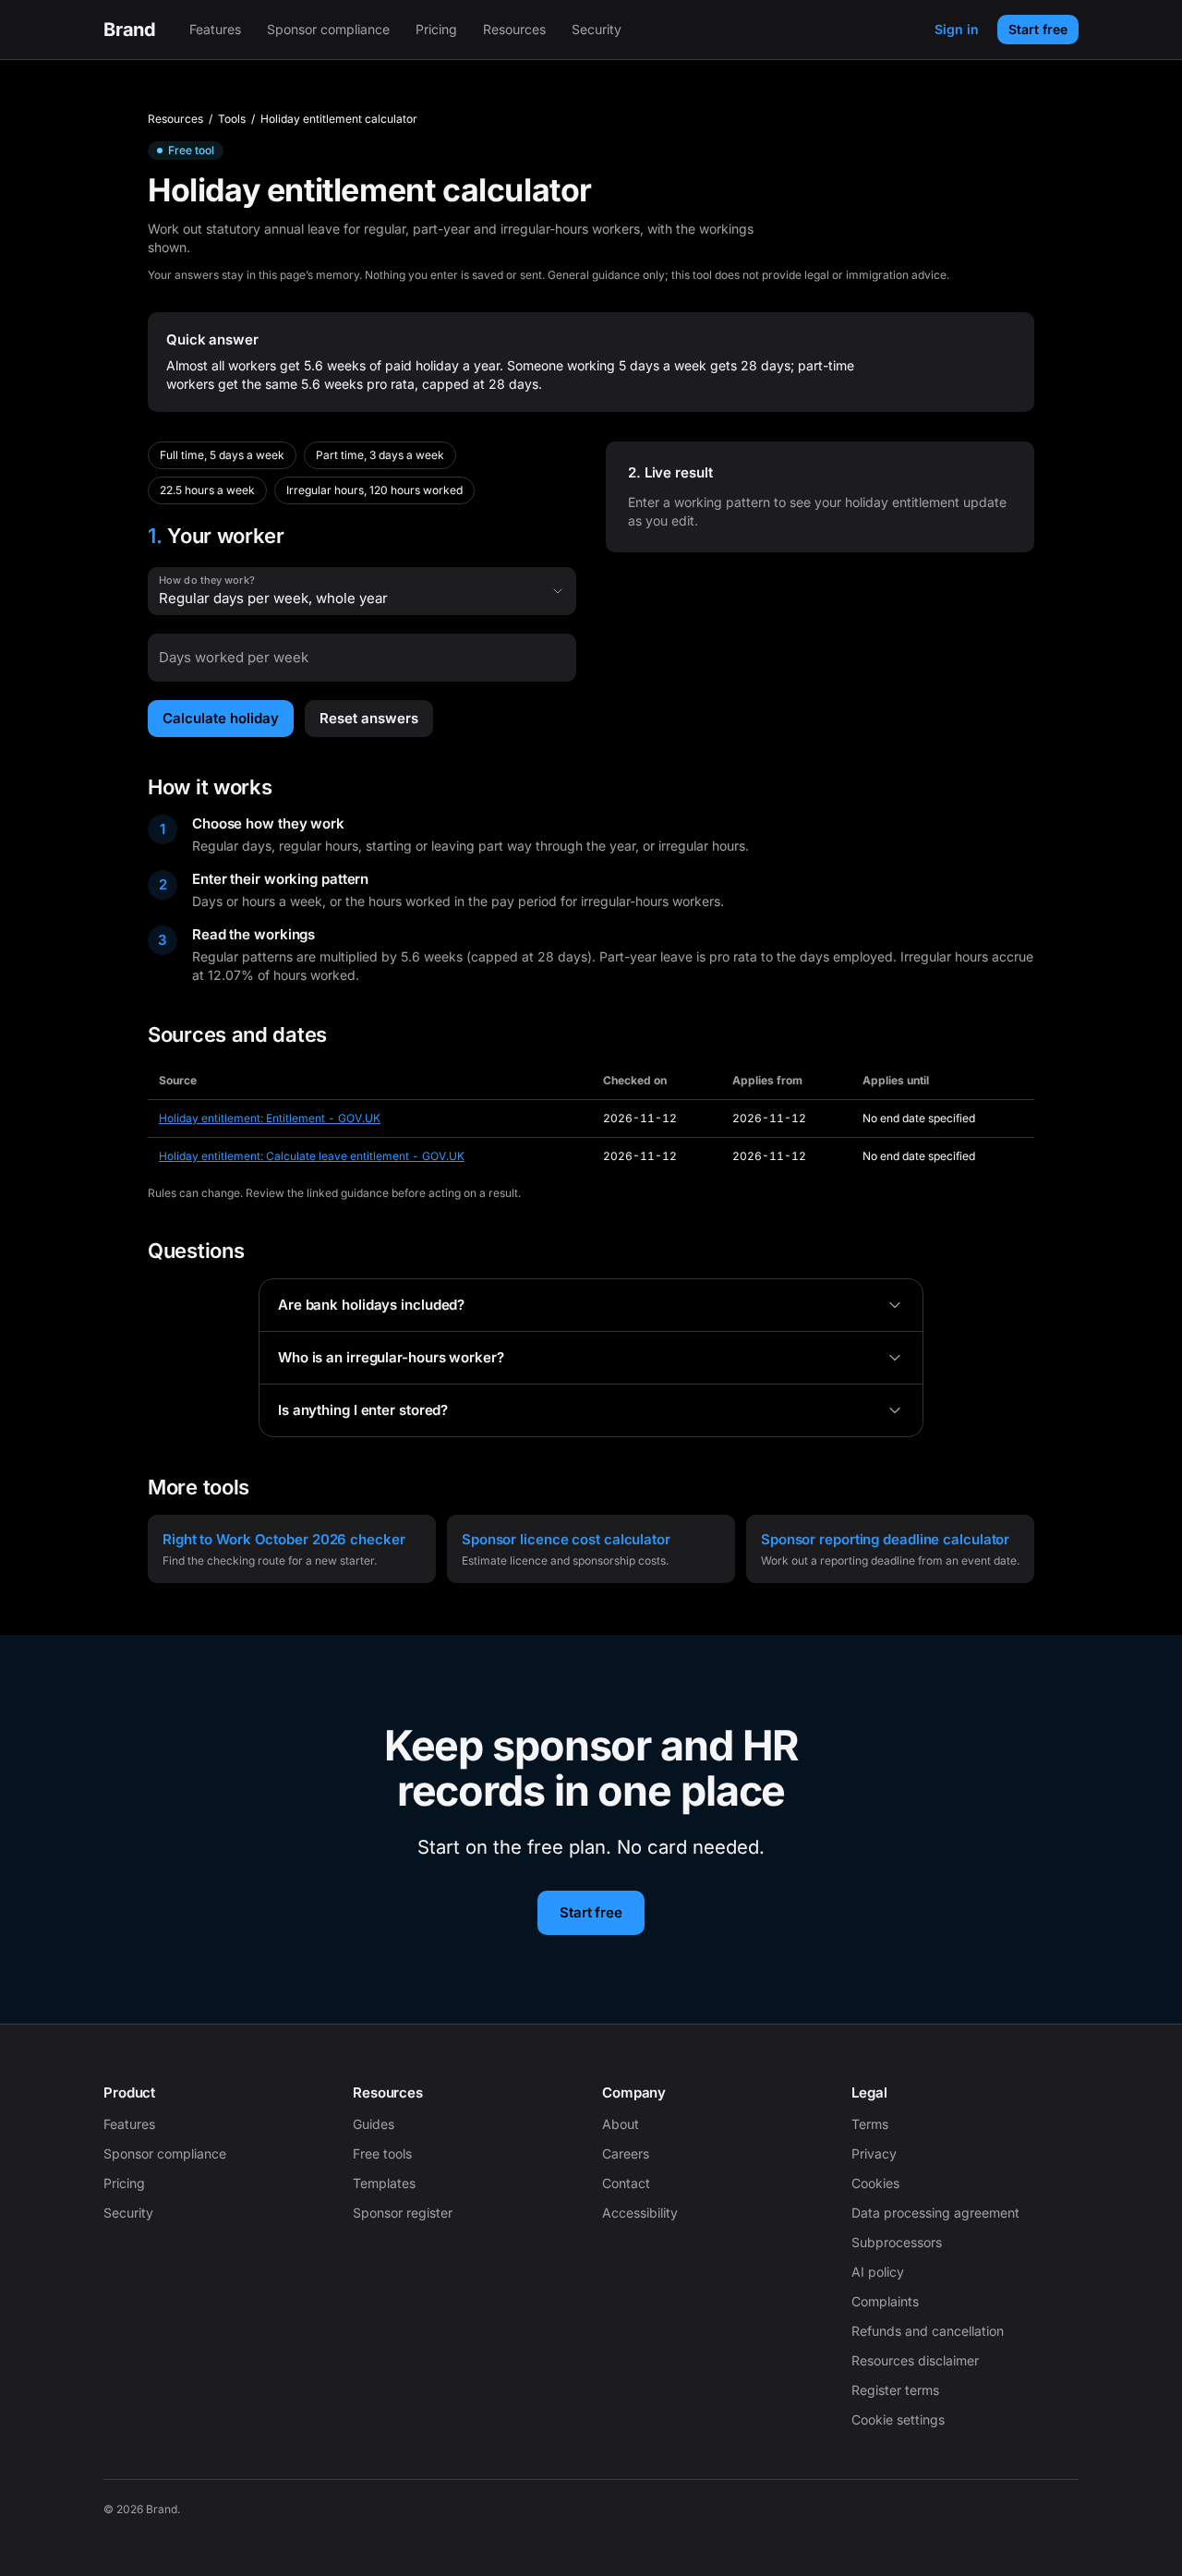 Brand
Features
Sponsor compliance
Pricing
Resources
Security
Sign in
Start free
Resources / Tools / Holiday entitlement calculator
Free tool
Holiday entitlement calculator
Work out statutory annual leave for regular, part-year and irregular-hours workers, with the workings
shown.
Your answers stay in this page's memory. Nothing you enter is saved or sent. General guidance only; this tool does not provide legal or immigration advice.
Quick answer
Almost all workers get 5.6 weeks of paid holiday a year. Someone working 5 days a week gets 28 days; part-time
workers get the same 5.6 weeks pro rata, capped at 28 days.
Full time, 5 days a week
Part time, 3 days a week
22.5 hours a week
Irregular hours, 120 hours worked
1. Your worker
How do they work?
Regular days per week, whole year
Days worked per week
Calculate holiday
Reset answers
2. Live result
Enter a working pattern to see your holiday entitlement update
as you edit.
How it works
1
Choose how they work
Regular days, regular hours, starting or leaving part way through the year, or irregular hours.
2
Enter their working pattern
Days or hours a week, or the hours worked in the pay period for irregular-hours workers.
3
Read the workings
Regular patterns are multiplied by 5.6 weeks (capped at 28 days). Part-year leave is pro rata to the days employed. Irregular hours accrue
at 12.07% of hours worked.
Sources and dates
Source
Checked on
Applies from
Applies until
Holiday entitlement: Entitlement - GOV.UK
2026-11-12
2026-11-12
No end date specified
Holiday entitlement: Calculate leave entitlement - GOV.UK
2026-11-12
2026-11-12
No end date specified
Rules can change. Review the linked guidance before acting on a result.
Questions
Are bank holidays included?
Who is an irregular-hours worker?
Is anything I enter stored?
More tools
Right to Work October 2026 checker
Find the checking route for a new starter.
Sponsor licence cost calculator
Estimate licence and sponsorship costs.
Sponsor reporting deadline calculator
Work out a reporting deadline from an event date.
Keep sponsor and HR
records in one place
Start on the free plan. No card needed.
Start free
Product
Features
Sponsor compliance
Pricing
Security
Resources
Guides
Free tools
Templates
Sponsor register
Company
About
Careers
Contact
Accessibility
Legal
Terms
Privacy
Cookies
Data processing agreement
Subprocessors
AI policy
Complaints
Refunds and cancellation
Resources disclaimer
Register terms
Cookie settings
© 2026 Brand.